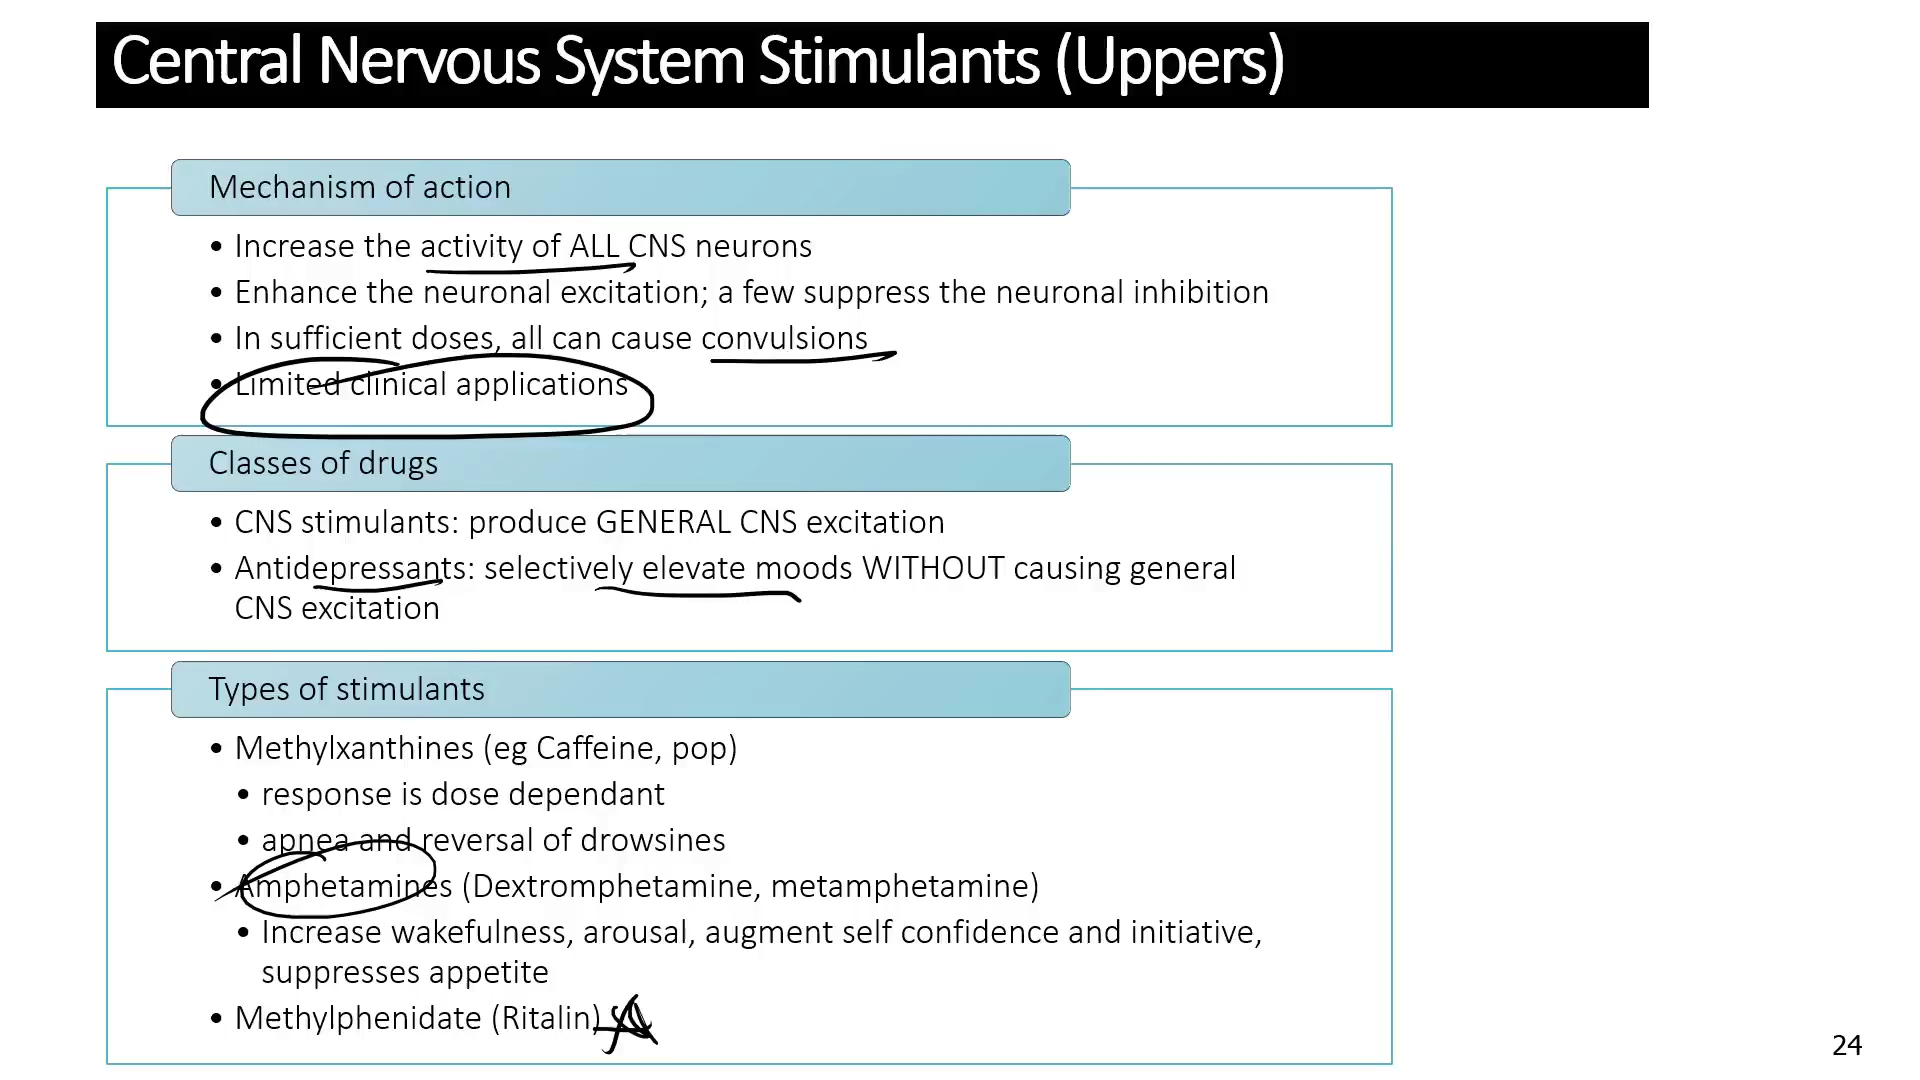 Central Nervous System Stimulants (Uppers)
Mechanism of action
• Increase the activity of ALL CNS neurons
• Enhance the neuronal excitation; a few suppress the neuronal inhibition
• In sufficient doses, all can cause convulsions
• Limited clinical applications
Classes of drugs
• CNS stimulants: produce GENERAL CNS excitation
• Antidepressants: selectively elevate moods WITHOUT causing general
CNS excitation
Types of stimulants
• Methylxanthines (eg Caffeine, pop)
• response is dose dependant
• apnea and reversal of drowsines
• Amphetamines (Dextromphetamine, metamphetamine)
• Increase wakefulness, arousal, augment self confidence and initiative,
suppresses appetite
• Methylphenidate (Ritalin)
24